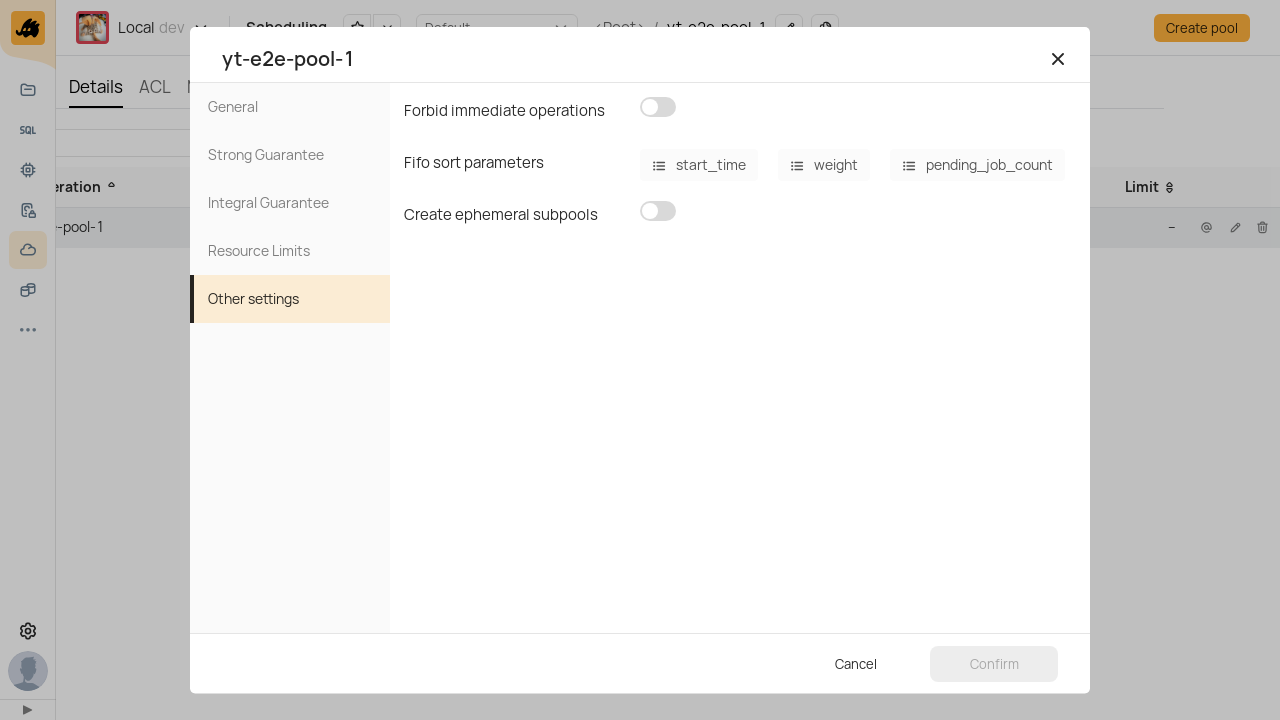 Local dev
Scheduling
Default
<Root> / yt-e2e-pool-1
Create pool
yt-e2e-pool-1
Details
ACL
General
Strong Guarantee
Integral Guarantee
Resource Limits
Other settings
Forbid immediate operations
Fifo sort parameters
start_time
weight
pending_job_count
Create ephemeral subpools
SQL
eration
Limit
-pool-1
–
Cancel
Confirm